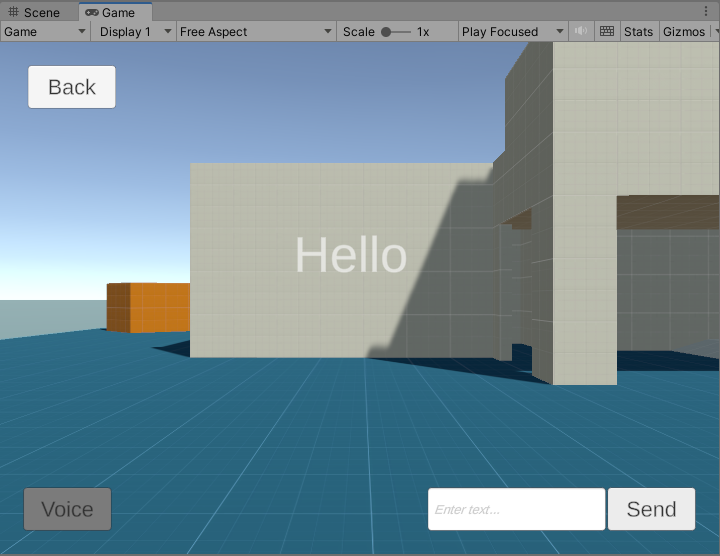 Scene Game
Game Display 1 Free Aspect Scale 1x Play Focused Stats Gizmos
Back
Hello
Voice Enter text... Send